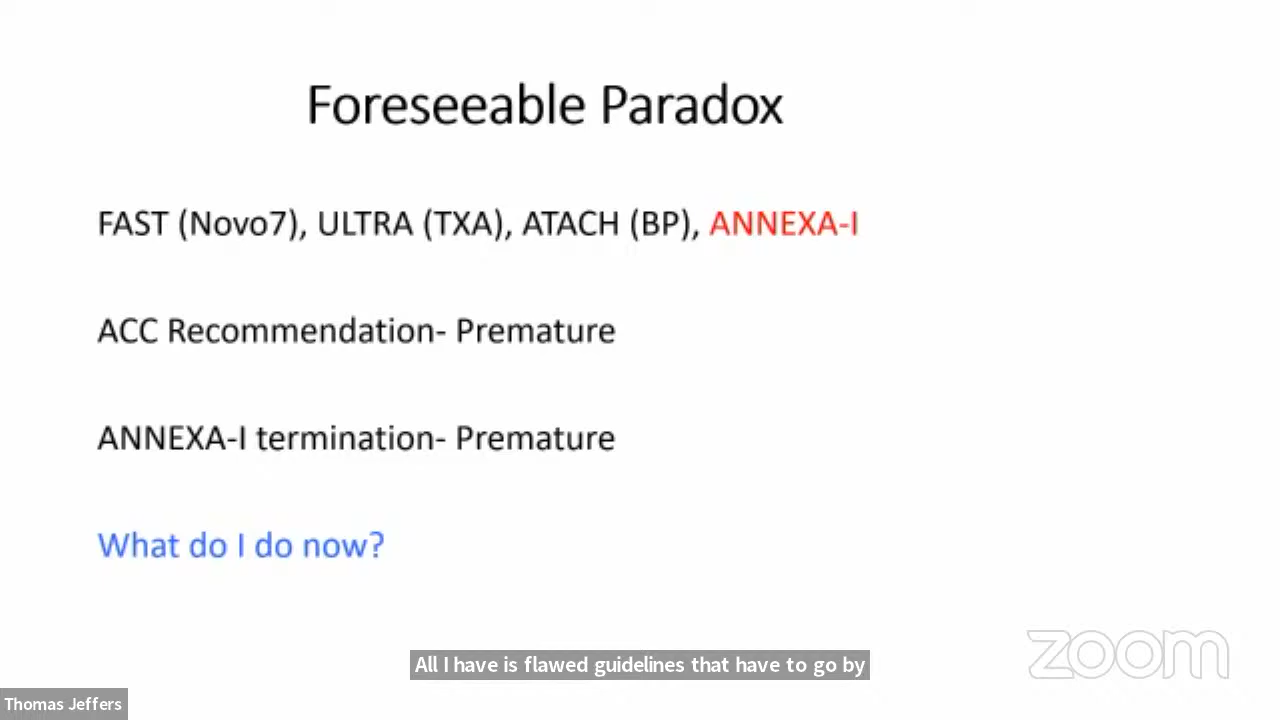 Foreseeable Paradox
FAST (Novo7), ULTRA (TXA), ATACH (BP), ANNEXA-I
ACC Recommendation- Premature
ANNEXA-I termination- Premature
What do I do now?
All I have is flawed guidelines that have to go by
zoom
Thomas Jeffers